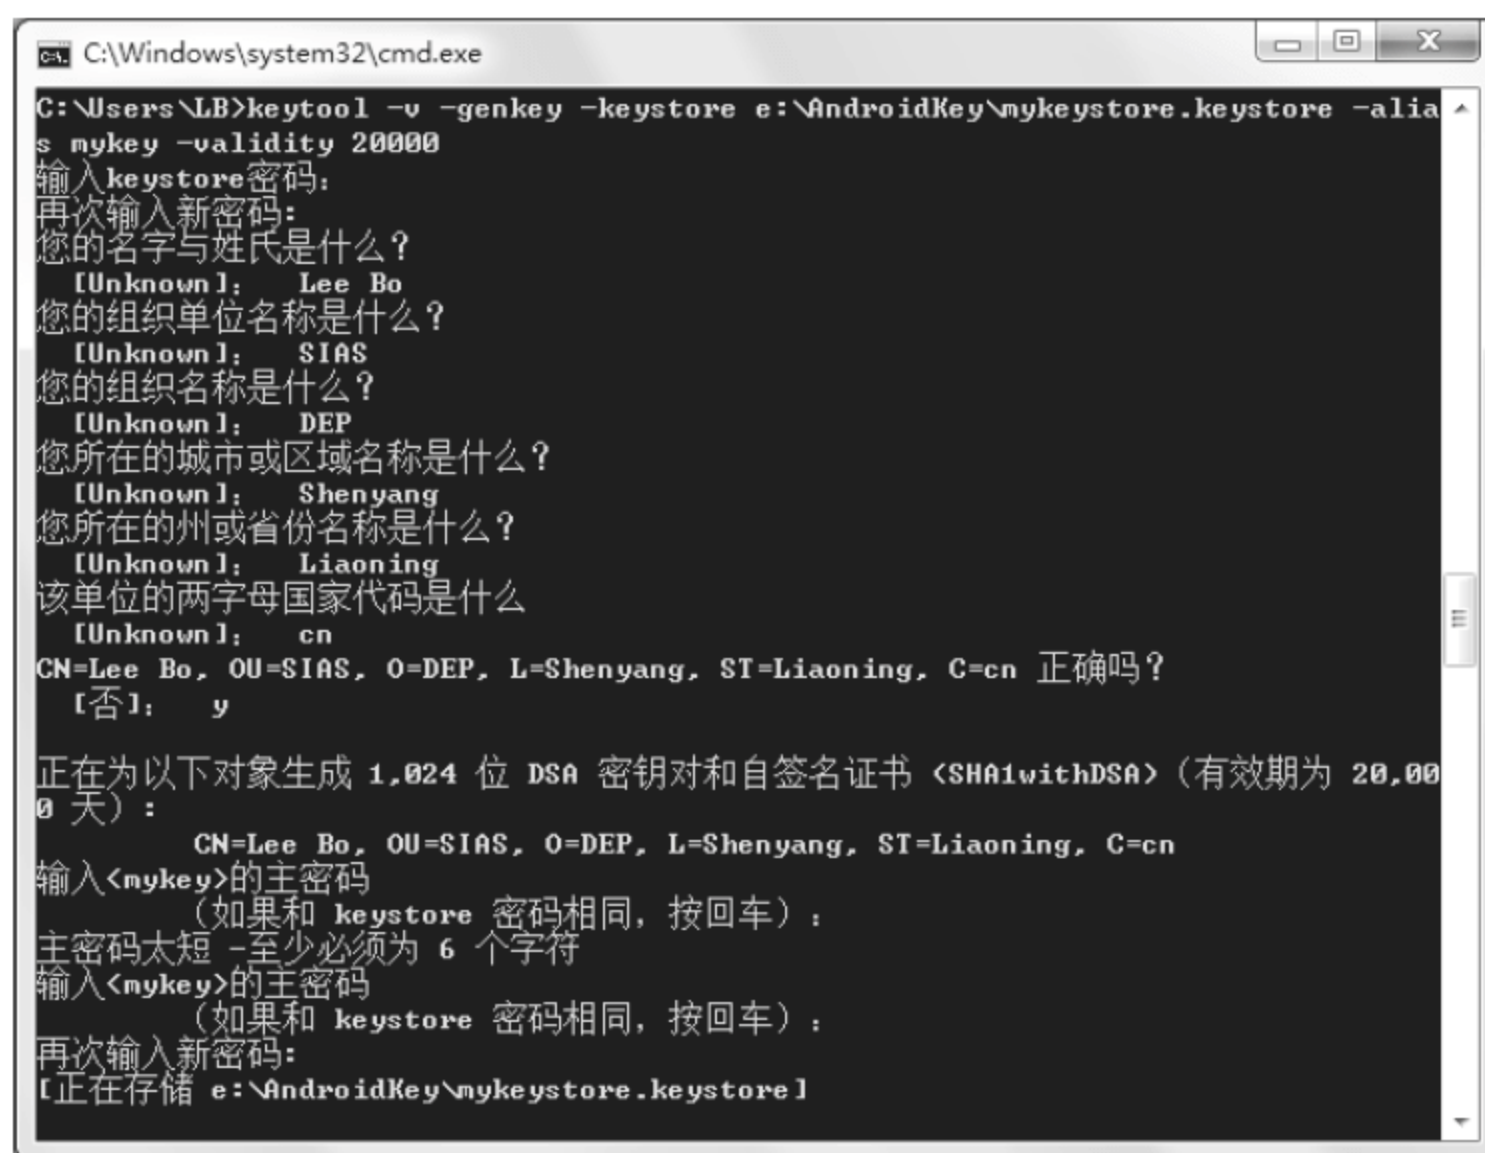 C:\Windows\system32\cmd.exe
C:\Users\LB>keytool -v -genkey -keystore e:\AndroidKey\mykeystore.keystore -alia
s mykey -validity 20000
输入keystore密码：
再次输入新密码:
您的名字与姓氏是什么？
[Unknown]： Lee Bo
您的组织单位名称是什么？
[Unknown]： SIAS
您的组织名称是什么？
[Unknown]： DEP
您所在的城市或区域名称是什么？
[Unknown]： Shenyang
您所在的州或省份名称是什么？
[Unknown]： Liaoning
该单位的两字母国家代码是什么
[Unknown]： cn
CN=Lee Bo, OU=SIAS, O=DEP, L=Shenyang, ST=Liaoning, C=cn 正确吗？
[否]： y
正在为以下对象生成 1,024 位 DSA 密钥对和自签名证书 <SHA1withDSA>（有效期为 20,00
0 天）:
CN=Lee Bo, OU=SIAS, O=DEP, L=Shenyang, ST=Liaoning, C=cn
输入<mykey>的主密码
（如果和 keystore 密码相同，按回车）：
主密码太短 -至少必须为 6 个字符
输入<mykey>的主密码
（如果和 keystore 密码相同，按回车）：
再次输入新密码:
[正在存储 e:\AndroidKey\mykeystore.keystore]